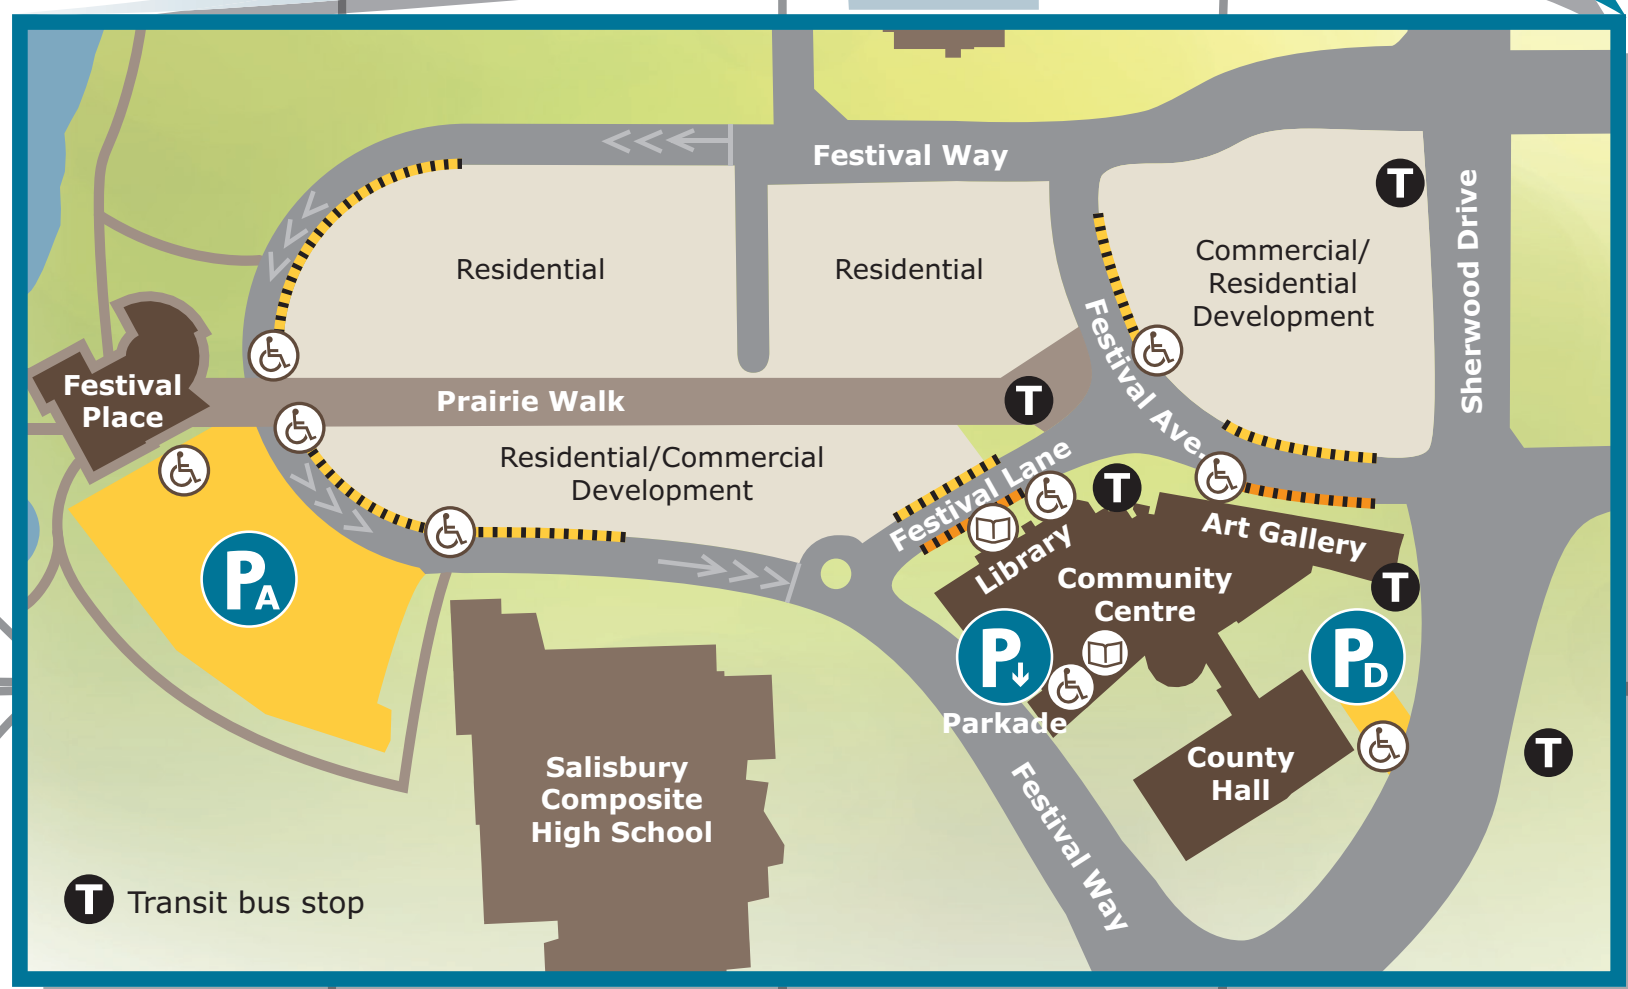 Festival Way
T
Sherwood Drive
Residential
Residential
Commercial/
Residential
Development
Festival Ave.
Festival
Place
Prairie Walk
T
Residential/Commercial
Development
Festival Lane
T
Library
Art Gallery
Community
Centre
T
PA
P
Parkade
PD
County
Hall
T
Salisbury
Composite
High School
Festival Way
T Transit bus stop